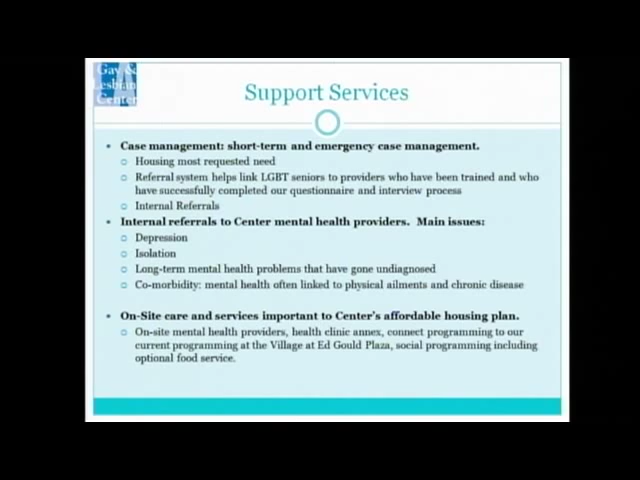 Gay &
Lesbian
Center
Support Services
Case management: short-term and emergency case management.
Housing most requested need
Referral system helps link LGBT seniors to providers who have been trained and who
have successfully completed our questionnaire and interview process
Internal Referrals
Internal referrals to Center mental health providers. Main issues:
Depression
Isolation
Long-term mental health problems that have gone undiagnosed
Co-morbidity: mental health often linked to physical ailments and chronic disease
On-Site care and services important to Center's affordable housing plan.
On-site mental health providers, health clinic annex, connect programming to our
current programming at the Village at Ed Gould Plaza, social programming including
optional food service.